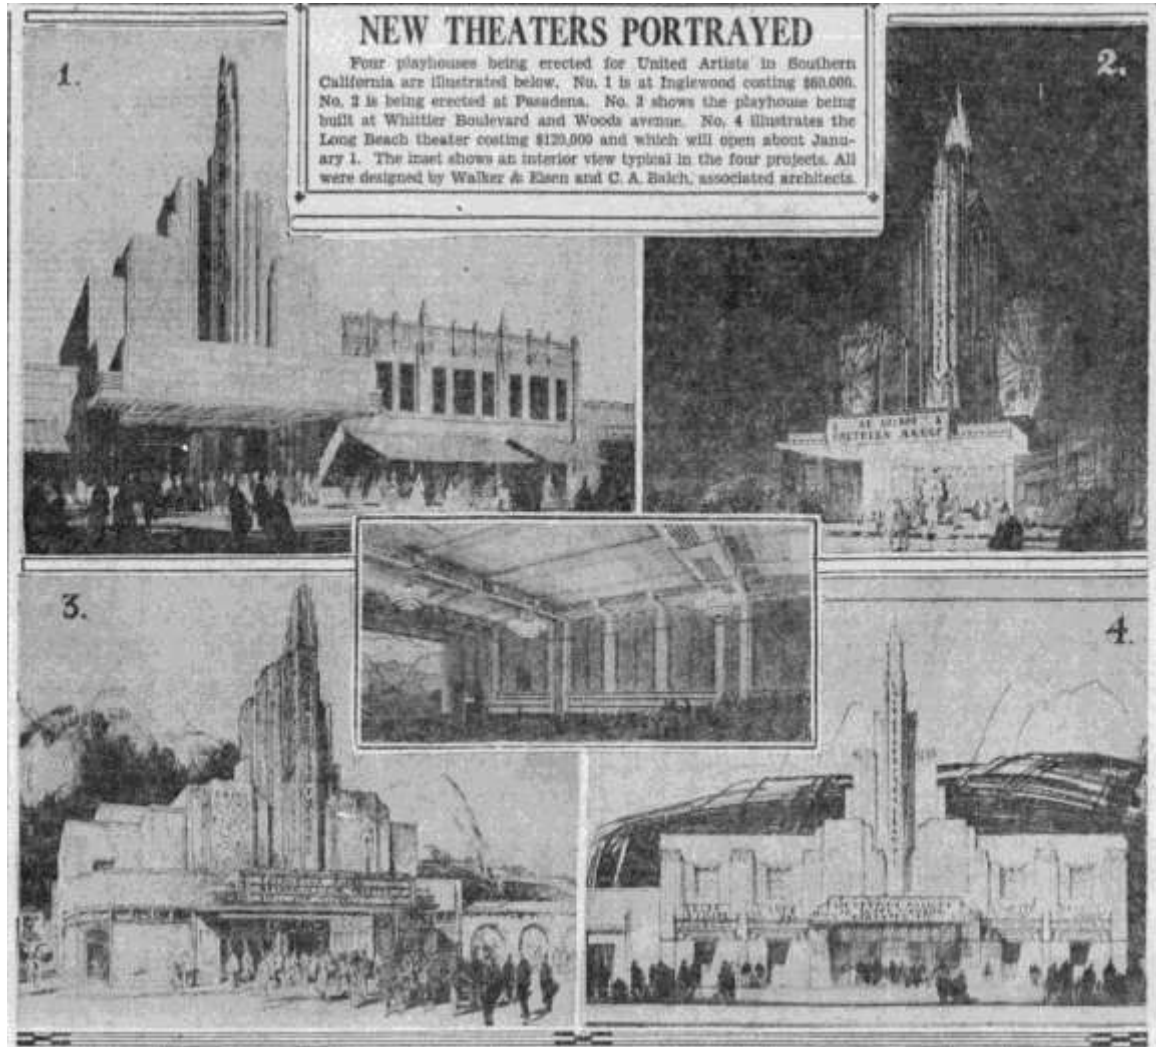 NEW THEATERS PORTRAYED
Four playhouses being erected for United Artists in Southern
California are illustrated below. No. 1 is at Inglewood costing $60,000.
No. 2 is being erected at Pasadena. No. 3 shows the playhouse being
built at Whittier Boulevard and Woods avenue. No. 4 illustrates the
Long Beach theater costing $120,000 and which will open about Janu-
ary 1. The inset shows an interior view typical in the four projects. All
were designed by Walker & Eisen and C. A. Balch, associated architects.
1.
2.
3.
4.